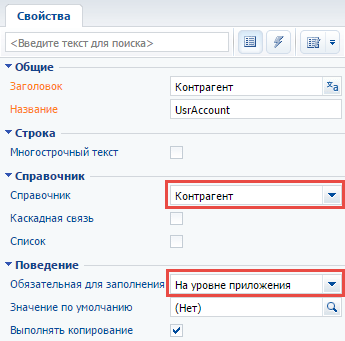 Свойства
<Введите текст для поиска>
Общие
Заголовок Контрагент
Название UsrAccount
Строка
Многострочный текст
Справочник
Справочник Контрагент
Каскадная связь
Список
Поведение
Обязательная для заполнения На уровне приложения
Значение по умолчанию (Нет)
Выполнять копирование